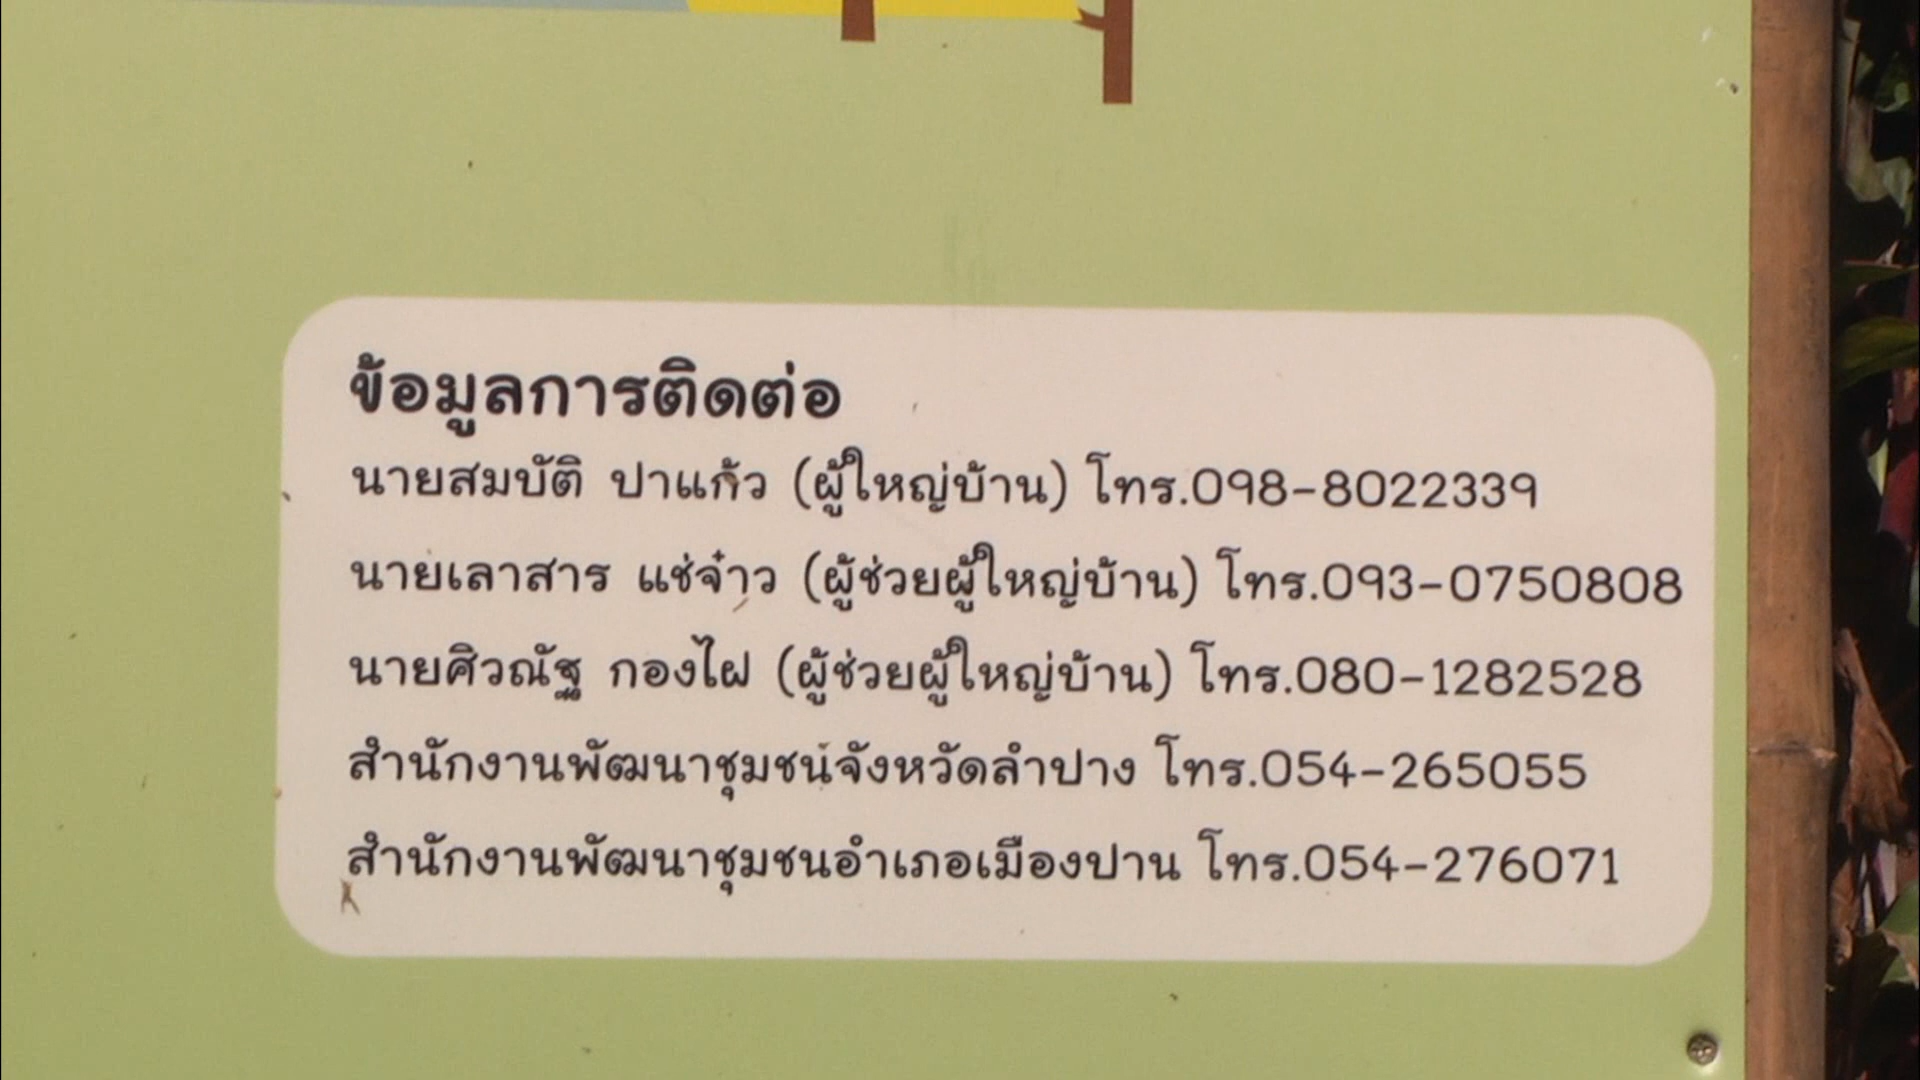 ข้อมูลการติดต่อ
นายสมบัติ ปาแก้ว (ผู้ใหญ่บ้าน) โทร.098-8022339
นายเลาสาร แซ่จ๋าว (ผู้ช่วยผู้ใหญ่บ้าน) โทร.093-0750808
นายศิวณัฐ กองไฝ (ผู้ช่วยผู้ใหญ่บ้าน) โทร.080-1282528
สำนักงานพัฒนาชุมชนจังหวัดลำปาง โทร.054-265055
สำนักงานพัฒนาชุมชนอำเภอเมืองปาน โทร.054-276071